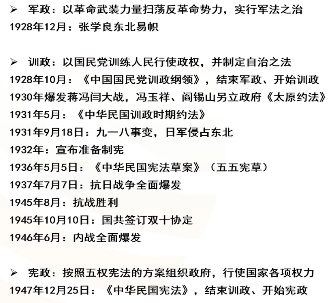 ➢ 军政：以革命武装力量扫荡反革命势力，实行军法之治
1928年12月：张学良东北易帜
➢ 训政：以国民党训练人民行使政权，并制定自治之法
1928年10月：《中国国民党训政纲领》，结束军政、开始训政
1930年爆发蒋冯闫大战，冯玉祥、阎锡山另立政府《太原约法》
1931年5月：《中华民国训政时期约法》
1931年9月18日：九一八事变，日军侵占东北
1932年：宣布准备制宪
1936年5月5日：《中华民国宪法草案》（五五宪草）
1937年7月7日：抗日战争全面爆发
1945年8月：抗战胜利
1945年10月10日：国共签订双十协定
1946年6月：内战全面爆发
➢ 宪政：按照五权宪法的方案组织政府，行使国家各项权力
1947年12月25日：《中华民国宪法》，结束训政、开始宪政